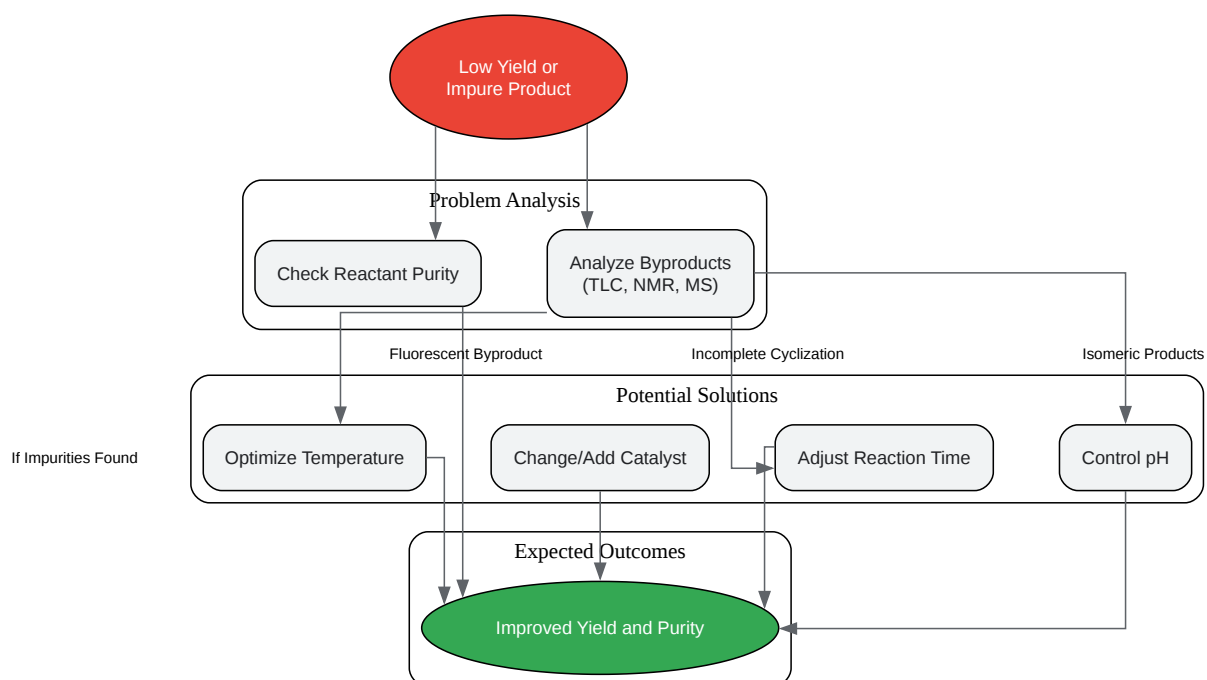 Low Yield or
Impure Product
Problem Analysis
Check Reactant Purity
Analyze Byproducts
(TLC, NMR, MS)
Fluorescent Byproduct
Incomplete Cyclization
Isomeric Products
Potential Solutions
If Impurities Found
Optimize Temperature
Change/Add Catalyst
Adjust Reaction Time
Control pH
Expected Outcomes
Improved Yield and Purity